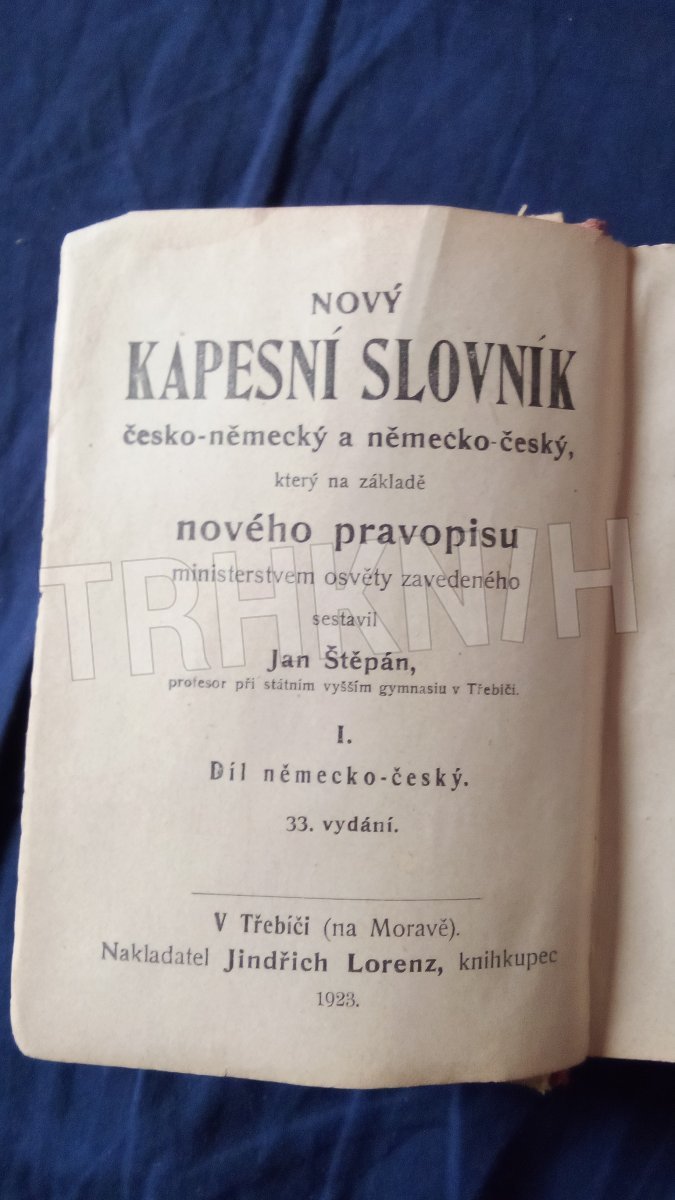 NOVÝ
KAPESNÍ SLOVNÍK
česko-německý a německo-český,
který na základě
nového pravopisu
ministerstvem osvěty zavedeného
sestavil
Jan Štěpán,
profesor při státním vyšším gymnasiu v Třebíči.
I.
Díl německo-český.
33. vydání.
V Třebíči (na Moravě).
Nakladatel Jindřich Lorenz, knihkupec
1923.
TRHKNIH